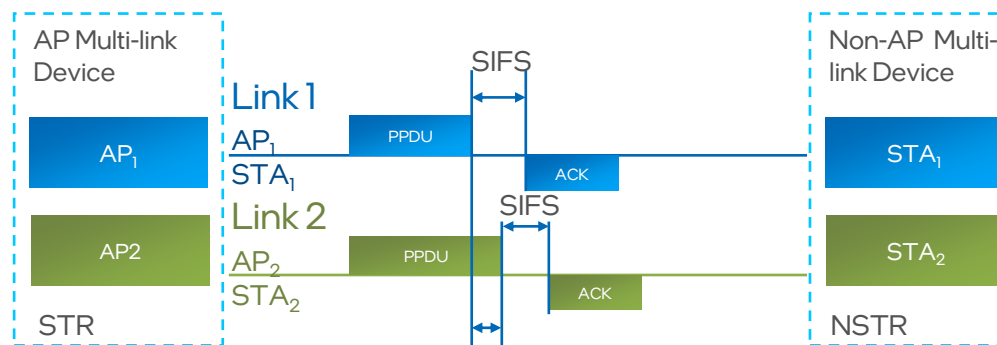 AP Multi-link
Device
AP₁
AP2
STR
SIFS
Link 1
AP₁
PPDU
STA₁
ACK
SIFS
Link 2
AP₂
PPDU
STA₂
ACK
Non-AP Multi-
link Device
STA₁
STA₂
NSTR